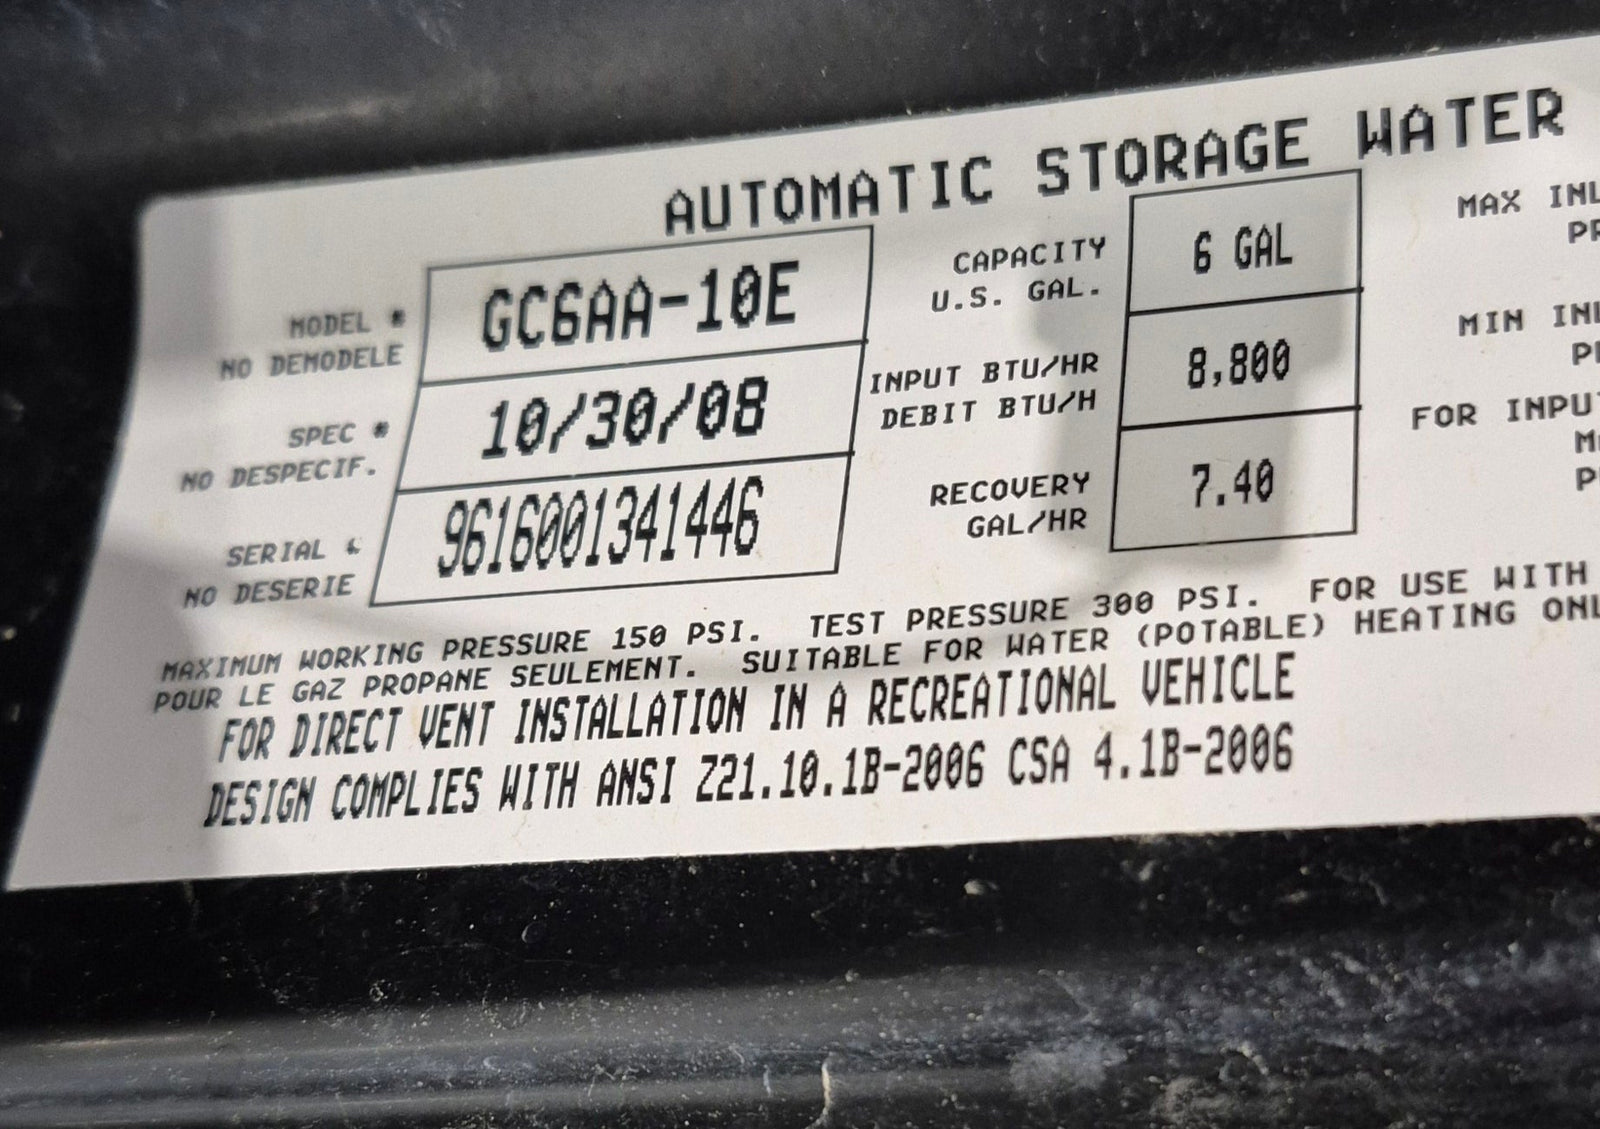 AUTOMATIC STORAGE WATER
MODEL #
NO DEMODELE
GC6AA-10E
SPEC #
NO DESPECIF.
10/30/08
SERIAL
NO DESERIE
9616001341446
CAPACITY
U.S. GAL.
6 GAL
INPUT BTU/HR
DEBIT BTU/H
8,800
RECOVERY
GAL/HR
7.40
MAX INL
PR
MIN INL
FOR INPUT
MAXIMUM WORKING PRESSURE 150 PSI. TEST PRESSURE 300 PSI. FOR USE WITH
POUR LE GAZ PROPANE SEULEMENT. SUITABLE FOR WATER (POTABLE) HEATING ONL
FOR DIRECT VENT INSTALLATION IN A RECREATIONAL VEHICLE
DESIGN COMPLIES WITH ANSI Z21.10.1B-2006 CSA 4.1B-2006